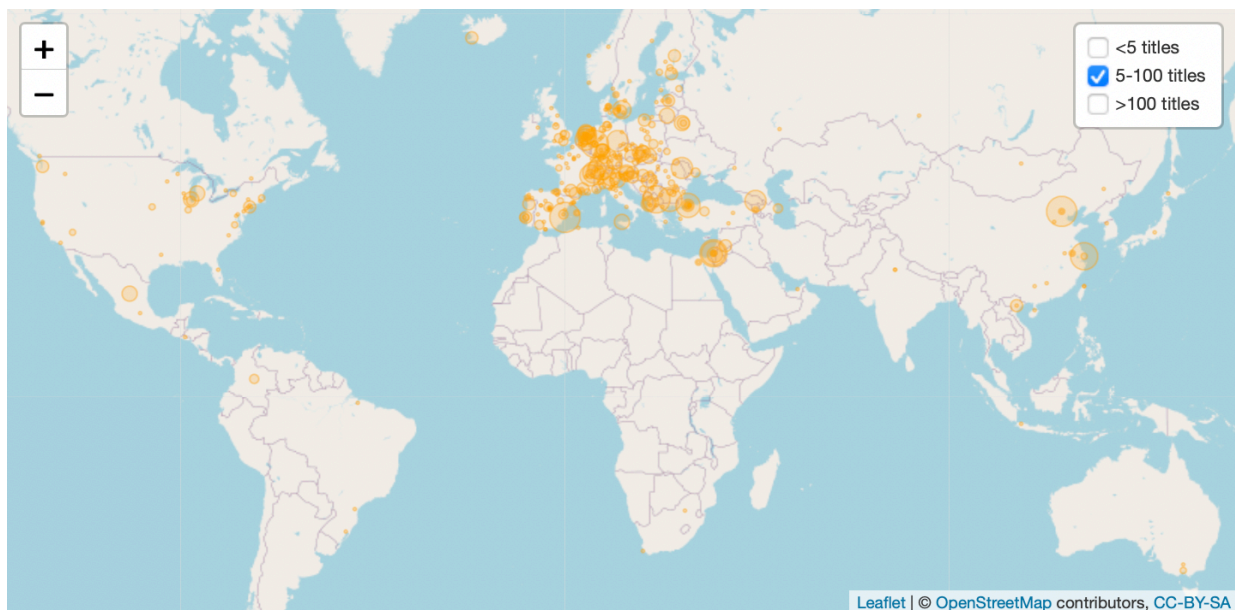 +
−
<5 titles
5-100 titles
>100 titles
Leaflet | © OpenStreetMap contributors, CC-BY-SA